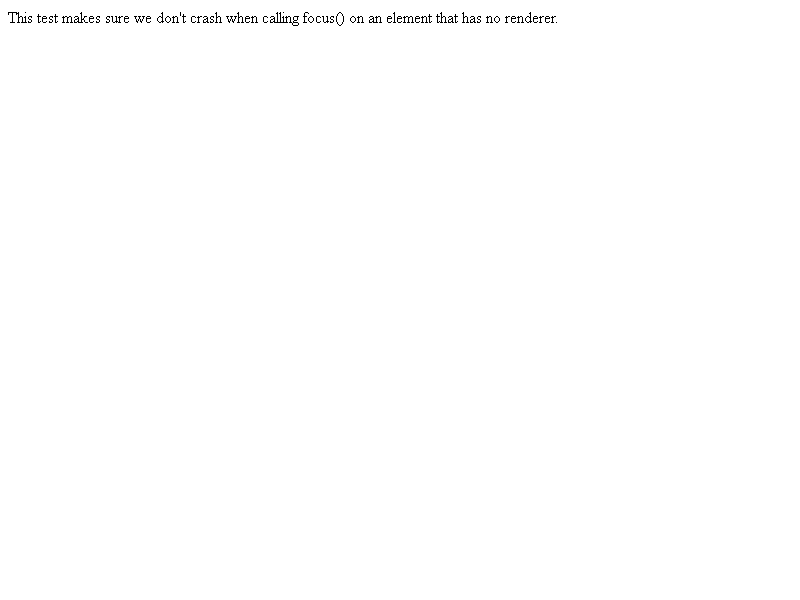 This test makes sure we don't crash when calling focus() on an element that has no renderer.